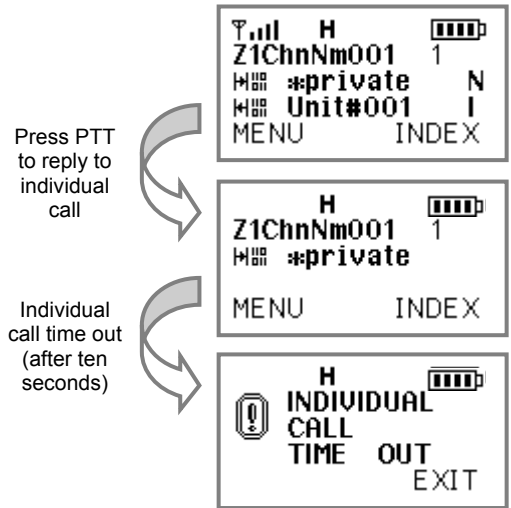 H
Z1ChnNm001 1
*private N
Unit#001 I
MENU INDEX
Press PTT
to reply to
individual
call
H
Z1ChnNm001 1
*private
MENU INDEX
Individual
call time out
(after ten
seconds)
H
INDIVIDUAL
CALL
TIME OUT
EXIT